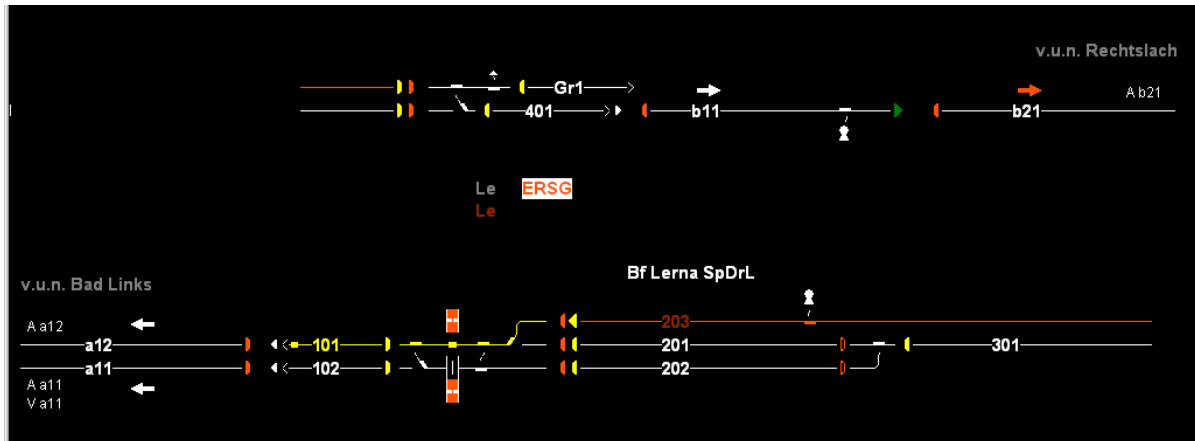 v.u.n. Rechtslach
Gr1
A b21
401
b11
b21
Le ERSG
Le
Bf Lerna SpDrL
v.u.n. Bad Links
A a12
203
a12
101
201
301
a11
102
202
A a11
V a11